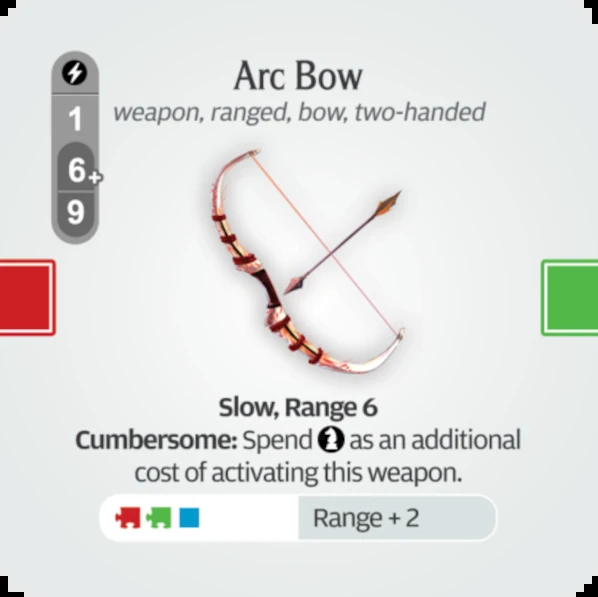 Arc Bow
weapon, ranged, bow, two-handed
1
6+
9
Slow, Range 6
Cumbersome: Spend as an additional
cost of activating this weapon.
Range + 2